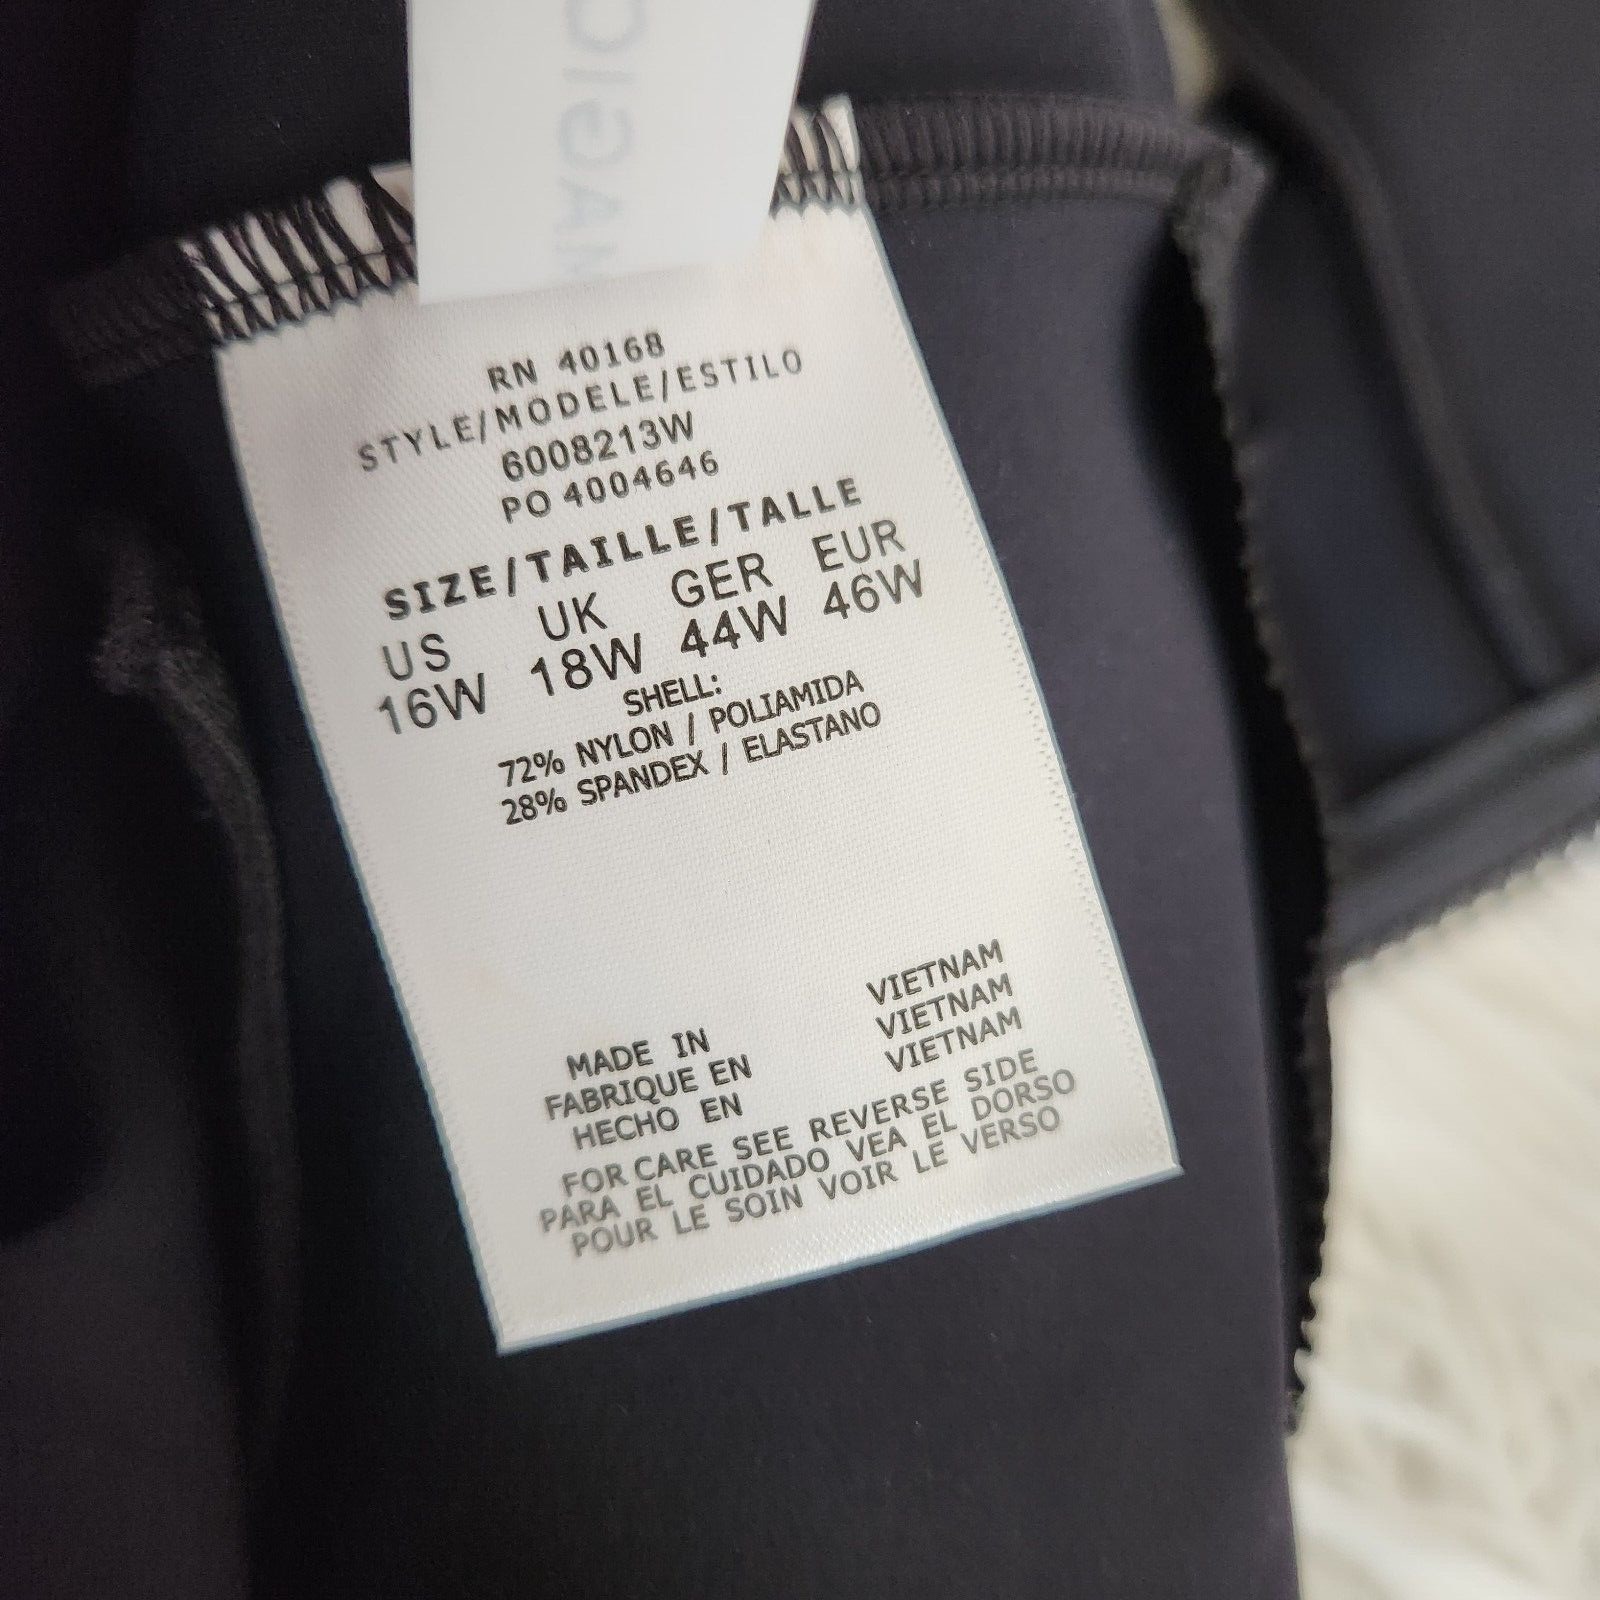 RN 40168
STYLE/MODELE/ESTILO
6008213W
PO 4004646
SIZE/TAILLE/TALLE
US UK GER EUR
16W 18W 44W 46W
SHELL:
72% NYLON / POLIAMIDA
28% SPANDEX / ELASTANO
MADE IN VIETNAM
FABRIQUE EN VIETNAM
HECHO EN VIETNAM
FOR CARE SEE REVERSE SIDE
PARA EL CUIDADO VEA EL DORSO
POUR LE SOIN VOIR LE VERSO